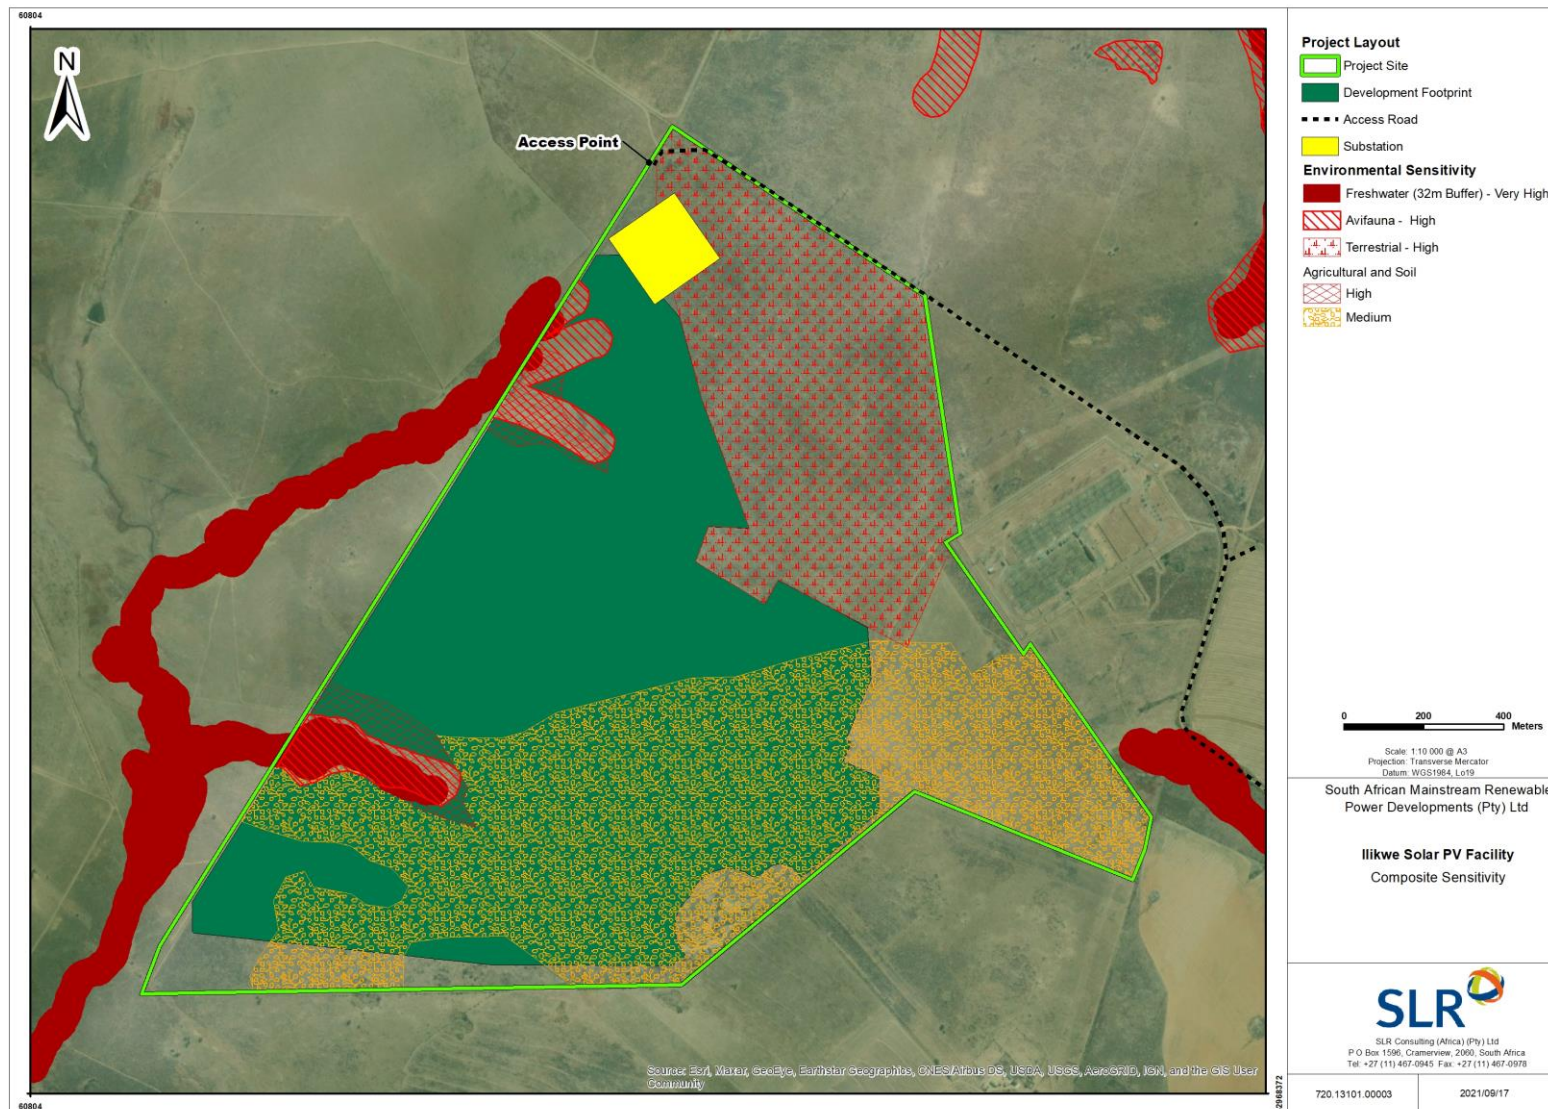 60804
N
Access Point
Source: Esri, Maxar, GeoEye, Earthstar Geographics, CNES/Airbus DS, USDA, USGS, AeroGRID, IGN, and the GIS User
Community
60804
2968372
Project Layout
Project Site
Development Footprint
Access Road
Substation
Environmental Sensitivity
Freshwater (32m Buffer) - Very High
Avifauna - High
Terrestrial - High
Agricultural and Soil
High
Medium
0 200 400
Meters
Scale: 1:10 000 @ A3
Projection: Transverse Mercator
Datum: WGS1984, Lo19
South African Mainstream Renewable
Power Developments (Pty) Ltd
Ilikwe Solar PV Facility
Composite Sensitivity
SLR
SLR Consulting (Africa) (Pty) Ltd
P O Box 1596, Cramerview, 2060, South Africa
Tel: +27 (11) 467-0945 Fax: +27 (11) 467-0978
720.13101.00003
2021/09/17